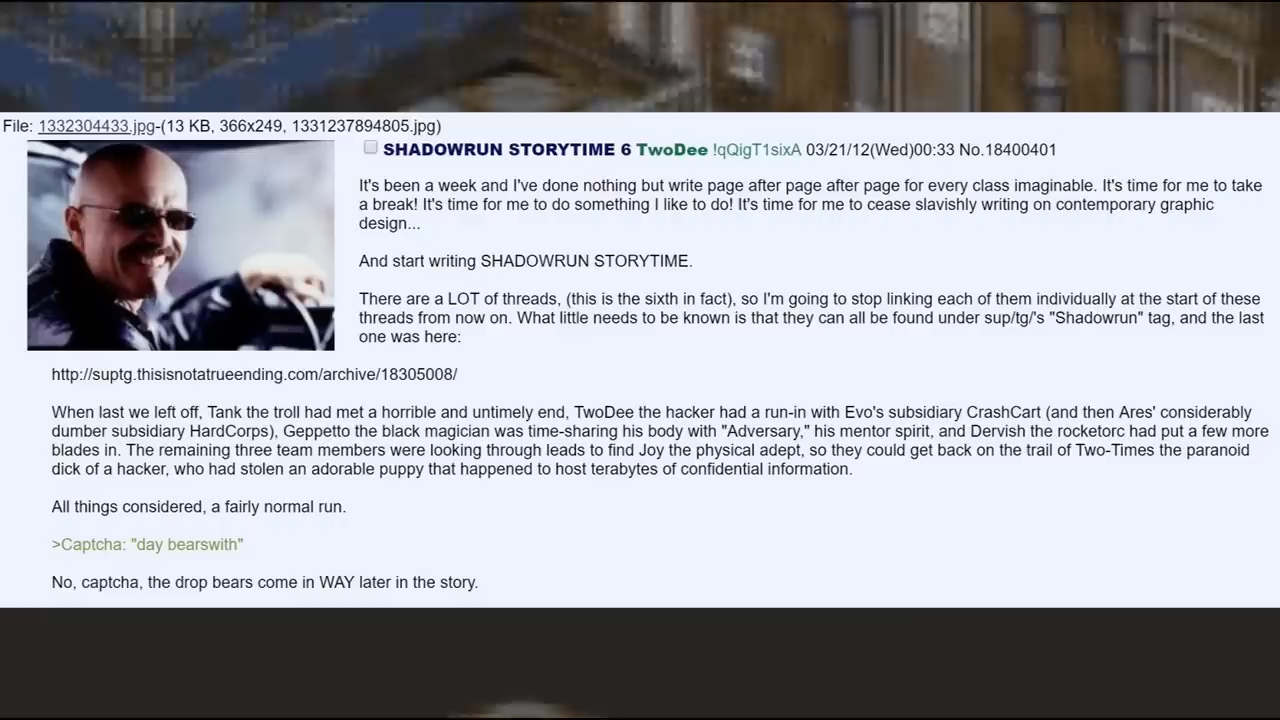 File: 1332304433.jpg-(13 KB, 366x249, 1331237894805.jpg)
SHADOWRUN STORYTIME 6 TwoDee !qQigT1sixA 03/21/12(Wed)00:33 No.18400401
It's been a week and I've done nothing but write page after page after page for every class imaginable. It's time for me to take
a break! It's time for me to do something I like to do! It's time for me to cease slavishly writing on contemporary graphic
design...
And start writing SHADOWRUN STORYTIME.
There are a LOT of threads, (this is the sixth in fact), so I'm going to stop linking each of them individually at the start of these
threads from now on. What little needs to be known is that they can all be found under sup/tg/'s "Shadowrun" tag, and the last
one was here:
http://suptg.thisisnotatrueending.com/archive/18305008/
When last we left off, Tank the troll had met a horrible and untimely end, TwoDee the hacker had a run-in with Evo's subsidiary CrashCart (and then Ares' considerably
dumber subsidiary HardCorps), Geppetto the black magician was time-sharing his body with "Adversary," his mentor spirit, and Dervish the rocketorc had put a few more
blades in. The remaining three team members were looking through leads to find Joy the physical adept, so they could get back on the trail of Two-Times the paranoid
dick of a hacker, who had stolen an adorable puppy that happened to host terabytes of confidential information.
All things considered, a fairly normal run.
>Captcha: "day bearswith"
No, captcha, the drop bears come in WAY later in the story.